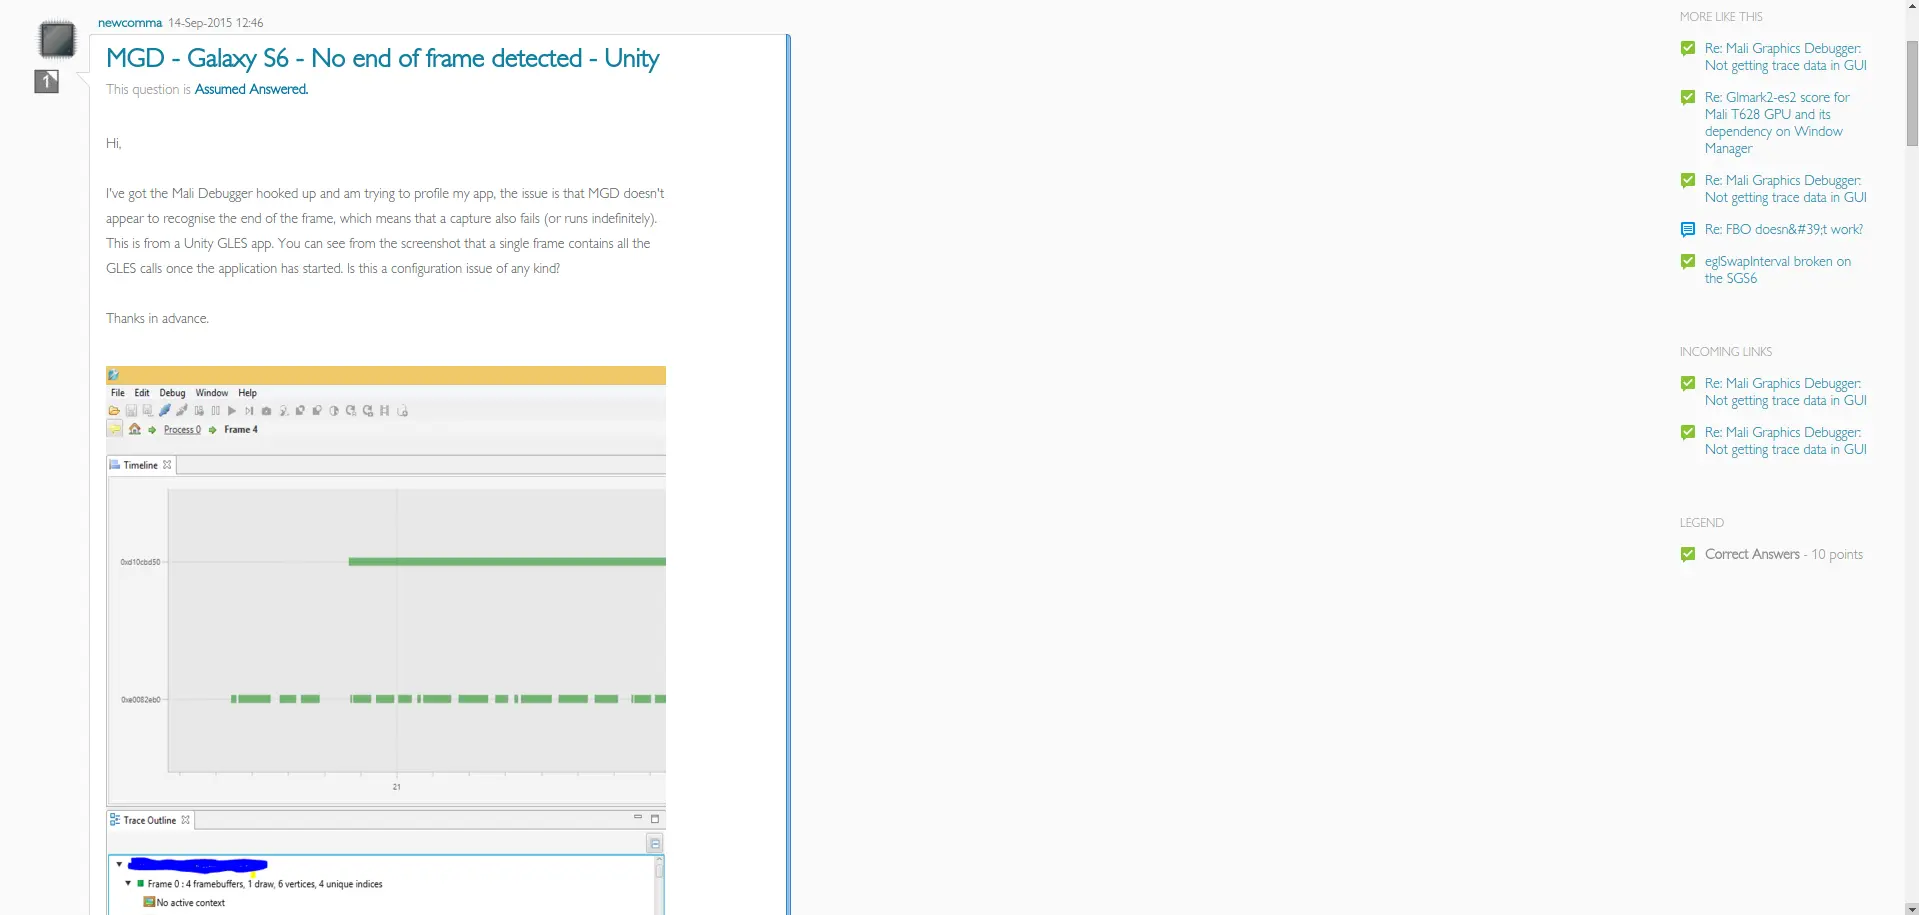 newcomma 14-Sep-2015 12:46
1
MGD - Galaxy S6 - No end of frame detected - Unity
This question is Assumed Answered.
Hi,
I've got the Mali Debugger hooked up and am trying to profile my app, the issue is that MGD doesn't
appear to recognise the end of the frame, which means that a capture also fails (or runs indefinitely).
This is from a Unity GLES app. You can see from the screenshot that a single frame contains all the
GLES calls once the application has started. Is this a configuration issue of any kind?
Thanks in advance.
File Edit Debug Window Help
Process 0 Frame 4
Timeline
0xd10cbd50
0xe0082eb0
21
Trace Outline
Frame 0 : 4 framebuffers, 1 draw, 6 vertices, 4 unique indices
No active context
MORE LIKE THIS
Re: Mali Graphics Debugger:
Not getting trace data in GUI
Re: Glmark2-es2 score for
Mali T628 GPU and its
dependency on Window
Manager
Re: Mali Graphics Debugger:
Not getting trace data in GUI
Re: FBO doesn&#39;t work?
eglSwapInterval broken on
the SGS6
INCOMING LINKS
Re: Mali Graphics Debugger:
Not getting trace data in GUI
Re: Mali Graphics Debugger:
Not getting trace data in GUI
LEGEND
Correct Answers - 10 points